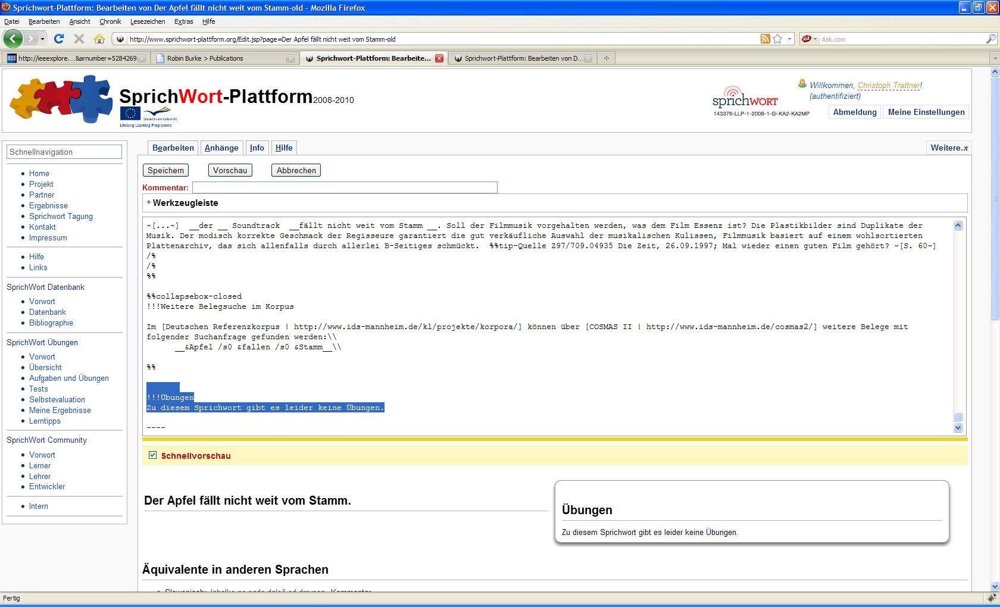 Sprichwort-Plattform: Bearbeiten von Der Apfel fällt nicht weit vom Stamm-old - Mozilla Firefox
Datei Bearbeiten Ansicht Chronik Lesezeichen Extras Hilfe
http://www.sprichwort-plattform.org/Edit.jsp?page=Der Apfel fällt nicht weit vom Stamm-old
Ask Ask.com
IEEE http://ieeexplore....&arnumber=5284269
Robin Burke > Publications
Sprichwort-Plattform: Bearbeite...
Sprichwort-Plattform: Bearbeiten von D...
SprichWort-Plattform2008-2010
Education and Culture DG
Lifelong Learning Programme
sprichWORT
143376-LLP-1-2008-1-SI-KA2-KA2MP
Willkommen, Christoph Trattner!
(authentifiziert)
Abmeldung Meine Einstellungen
Schnellnavigation
Home
Projekt
Partner
Ergebnisse
Sprichwort Tagung
Kontakt
Impressum
Hilfe
Links
SprichWort Datenbank
Vorwort
Datenbank
Bibliographie
SprichWort Übungen
Vorwort
Übersicht
Aufgaben und Übungen
Tests
Selbstevaluation
Meine Ergebnisse
Lerntipps
SprichWort Community
Vorwort
Lerner
Lehrer
Entwickler
Intern
Bearbeiten Anhänge Info Hilfe Weitere..
Speichern Vorschau Abbrechen
Kommentar:
+ Werkzeugleiste
~[...~]  __der __ Soundtrack  __fällt nicht weit vom Stamm __. Soll der Filmmusik vorgehalten werden, was dem Film Essenz ist? Die Plastikbilder sind Duplikate der
Musik. Der modisch korrekte Geschmack der Regisseure garantiert die gut verkäufliche Auswahl der musikalischen Kulissen, Filmmusik basiert auf einem wohlsortierten
Plattenarchiv, das sich allenfalls durch allerlei B-Seitiges schmückt.  %%tip-Quelle Z97/709.04935 Die Zeit, 26.09.1997; Mal wieder einen guten Film gehört? ~[S. 60~]
/%
/%
%%
%%collapsebox-closed
!!!Weitere Belegsuche im Korpus
Im [Deutschen Referenzkorpus | http://www.ids-mannheim.de/kl/projekte/korpora/] können über [COSMAS II | http://www.ids-mannheim.de/cosmas2/] weitere Belege mit
folgender Suchanfrage gefunden werden:\\
__&Apfel /s0 &fallen /s0 &Stamm__\\
%%
!!!Übungen
Zu diesem Sprichwort gibt es leider keine Übungen.
----
Schnellvorschau
Der Apfel fällt nicht weit vom Stamm.
Übungen
Zu diesem Sprichwort gibt es leider keine Übungen.
Äquivalente in anderen Sprachen
Fertig